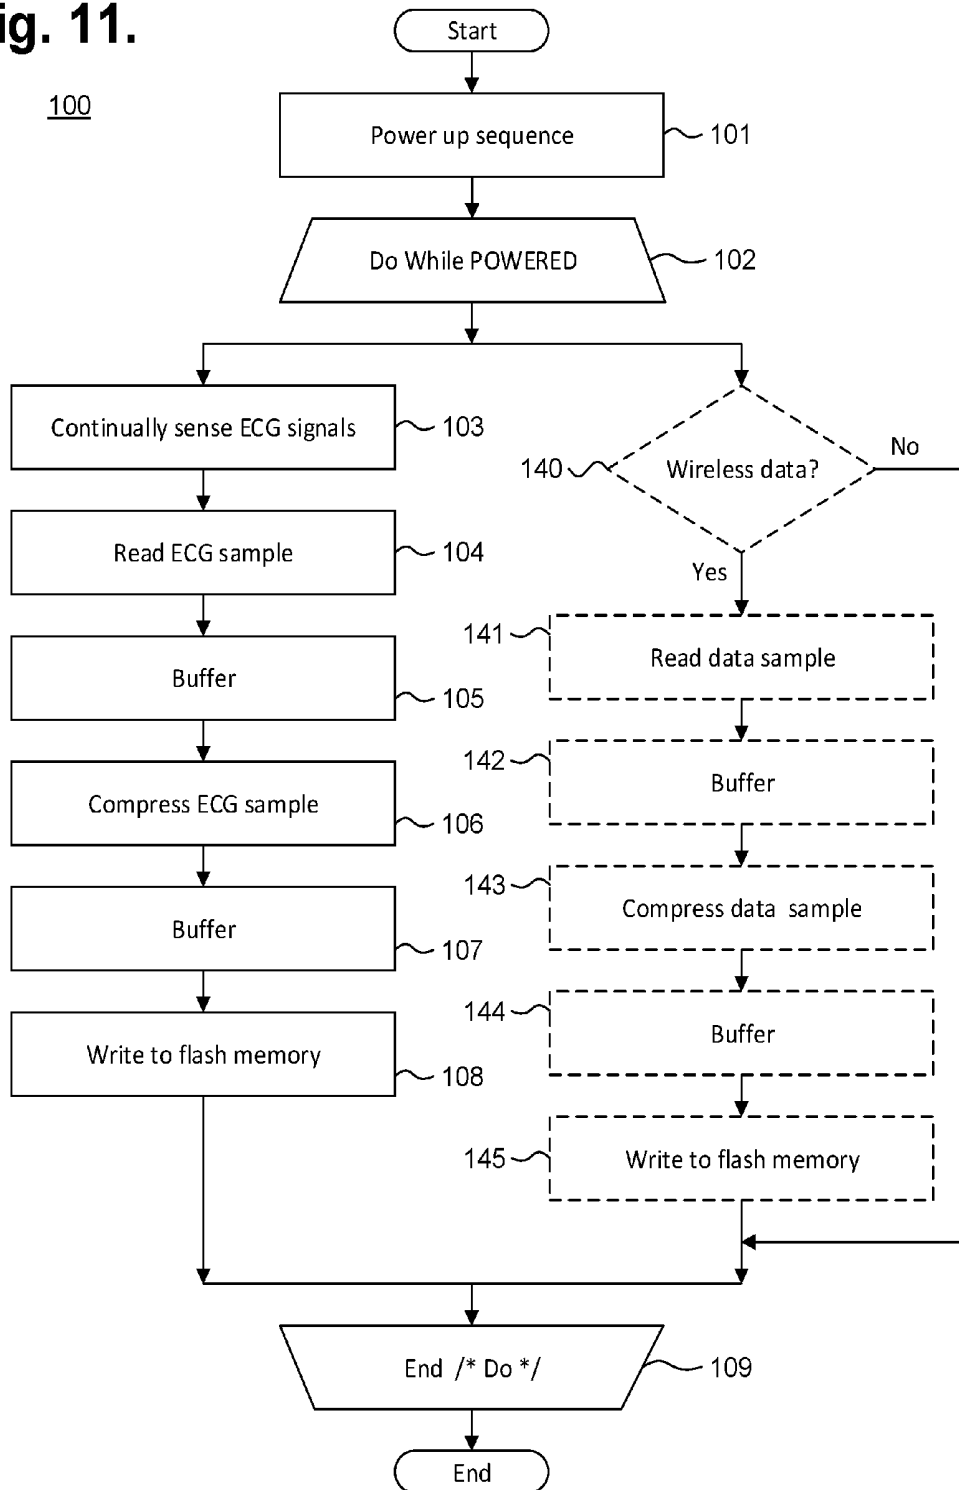 ig. 11.
100
Start
Power up sequence
101
Do While POWERED
102
Continually sense ECG signals
103
Read ECG sample
104
Buffer
105
Compress ECG sample
106
Buffer
107
Write to flash memory
108
140
Wireless data?
No
Yes
141
Read data sample
142
Buffer
143
Compress data sample
144
Buffer
145
Write to flash memory
End /* Do */
109
End